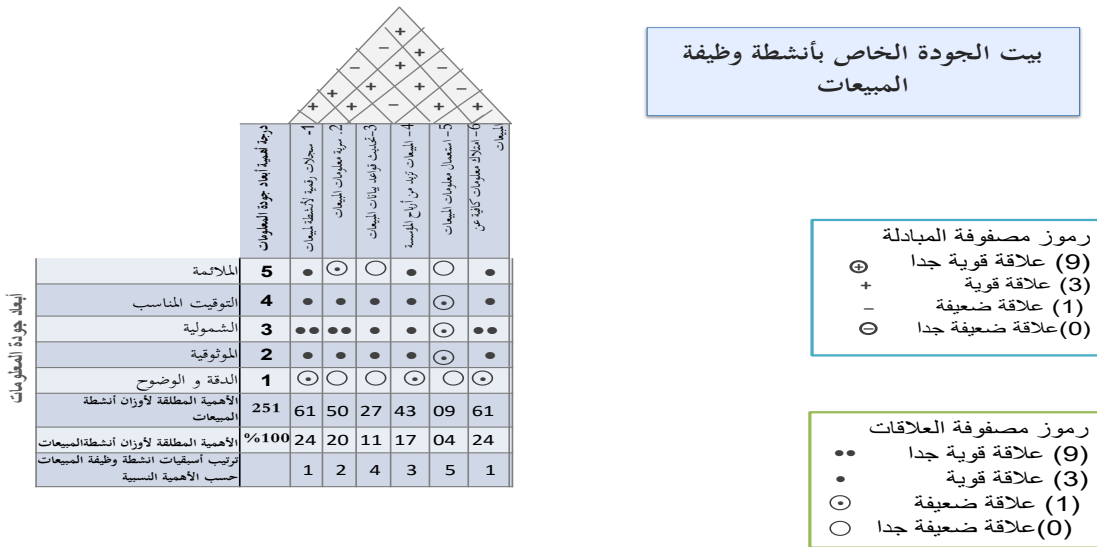 بيت الجودة الخاص بأنشطة وظيفة
المبيعات
درجة أهمية أبعاد جودة المعلومات
1- سجلات رقمية لأنشطة لمبيعات
2. سرية معلومات المبيعات
3-تحديث قواعد بيانات المبيعات
4- المبيعات تزيد من أرباح المؤسسة
5- استعمال معلومات المبيعات
6- امتلاك معلومات كافية عن
المبيعات
أبعاد جودة المعلومات
الملائمة 5
التوقيت المناسب 4
الشمولية 3
الموثوقية 2
الدقة و الوضوح 1
الأهمية المطلقة لأوزان أنشطة
المبيعات 251 61 50 27 43 09 61
الأهمية المطلقة لأوزان أنشطةالمبيعات %100 24 20 11 17 04 24
ترتيب أسبقيات انشطة وظيفة المبيعات
حسب الأهمية النسبية 1 2 4 3 5 1
رموز مصفوفة المبادلة
(9) علاقة قوية جدا
(3) علاقة قوية +
(1) علاقة ضعيفة –
(0)علاقة ضعيفة جدا
رموز مصفوفة العلاقات
(9) علاقة قوية جدا ●●
(3) علاقة قوية ●
(1) علاقة ضعيفة
(0)علاقة ضعيفة جدا